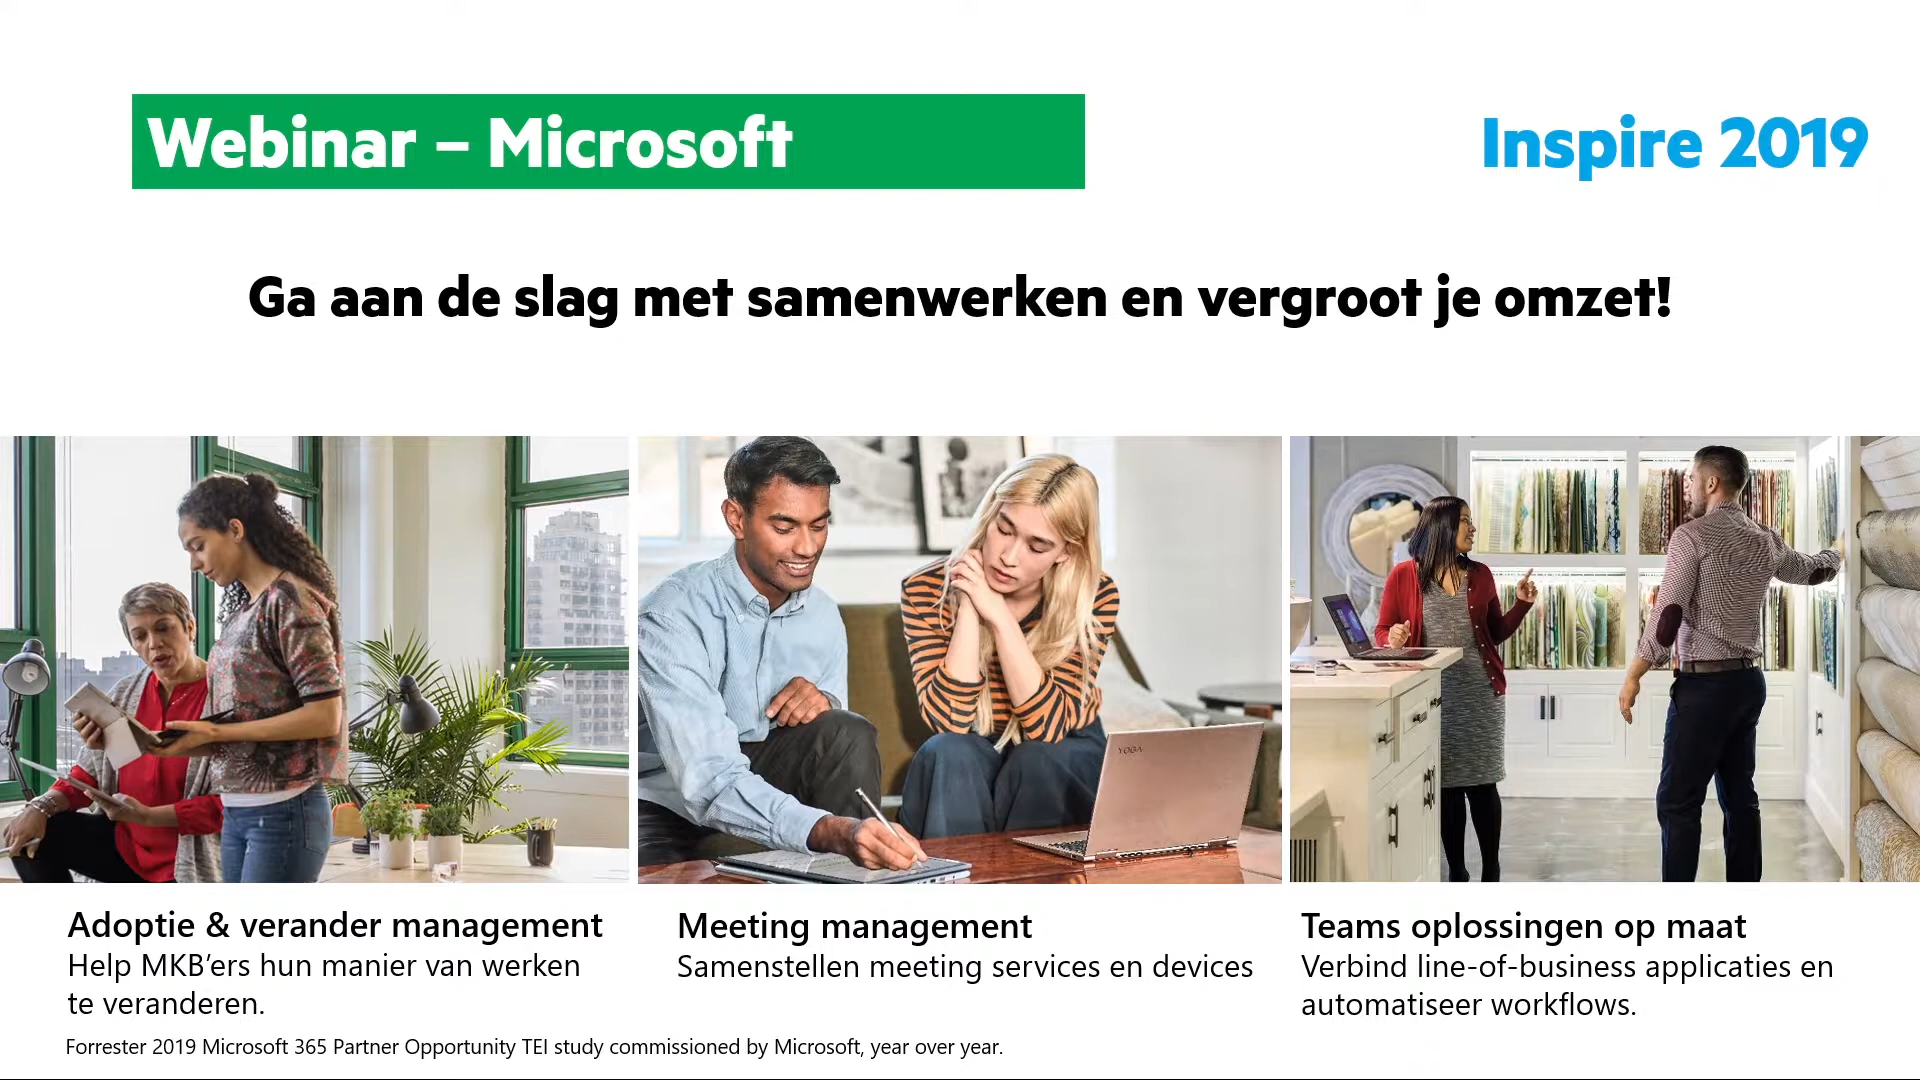 Webinar – Microsoft
Inspire 2019
Ga aan de slag met samenwerken en vergroot je omzet!
YOGA
Adoptie & verander management
Help MKB’ers hun manier van werken
te veranderen.
Meeting management
Samenstellen meeting services en devices
Teams oplossingen op maat
Verbind line-of-business applicaties en
automatiseer workflows.
Forrester 2019 Microsoft 365 Partner Opportunity TEI study commissioned by Microsoft, year over year.